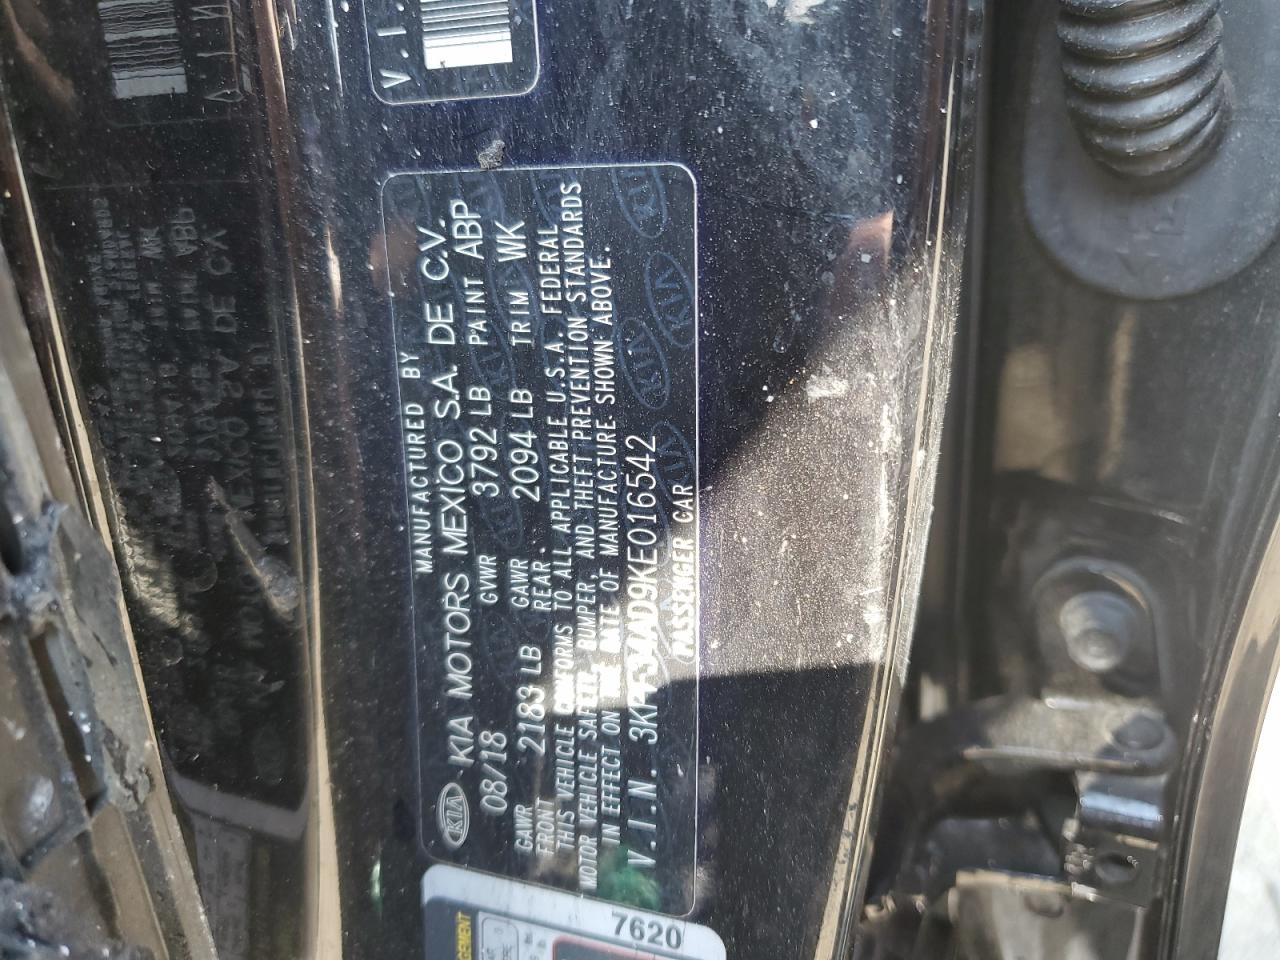 V.I.
MANUFACTURED BY
KIA KIA MOTORS MEXICO S.A. DE C.V.
08/18 GVWR 3792 LB PAINT ABP
GAWR FRONT 2183 LB GAWR REAR. 2094 LB TRIM WK
THIS VEHICLE CONFORMS TO ALL APPLICABLE U.S.A. FEDERAL
MOTOR VEHICLE SAFETY, BUMPER, AND THEFT PREVENTION STANDARDS
IN EFFECT ON THE DATE OF MANUFACTURE SHOWN ABOVE.
V.I.N. 3KPF34AD9KE016542
PASSENGER CAR
7620